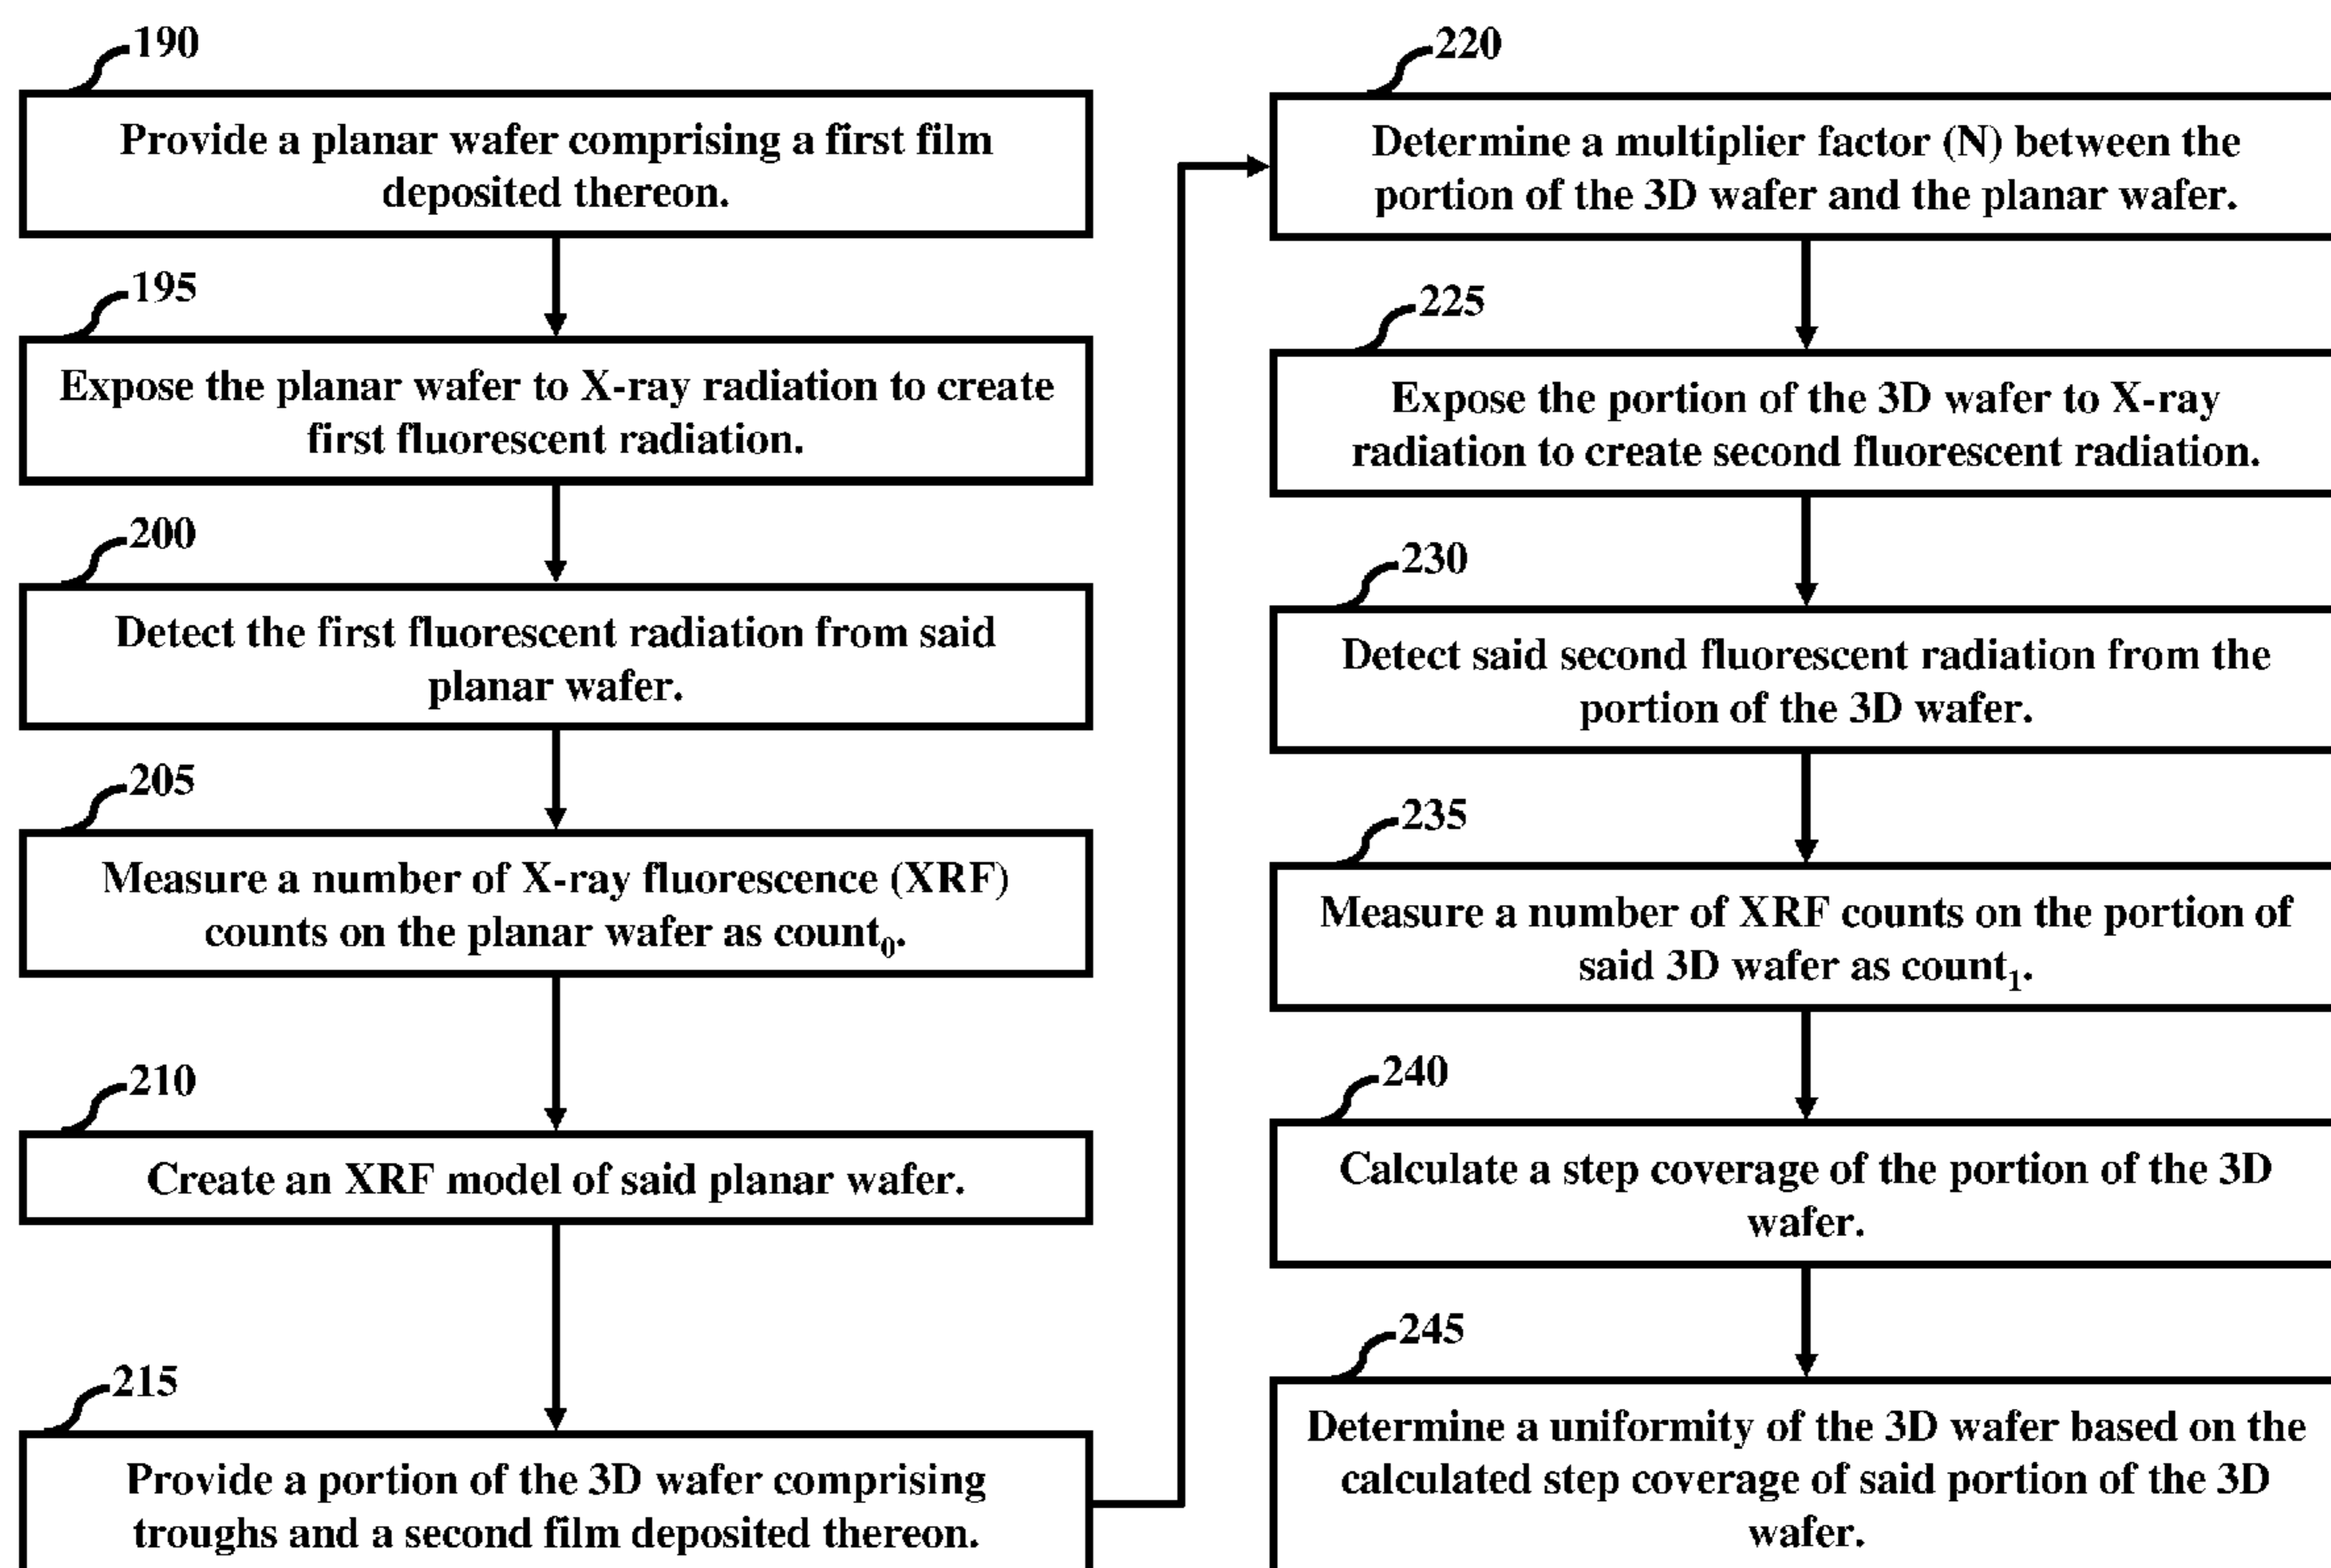 190
Provide a planar wafer comprising a first film
deposited thereon.
195
Expose the planar wafer to X-ray radiation to create
first fluorescent radiation.
200
Detect the first fluorescent radiation from said
planar wafer.
205
Measure a number of X-ray fluorescence (XRF)
counts on the planar wafer as count₀.
210
Create an XRF model of said planar wafer.
215
Provide a portion of the 3D wafer comprising
troughs and a second film deposited thereon.
220
Determine a multiplier factor (N) between the
portion of the 3D wafer and the planar wafer.
225
Expose the portion of the 3D wafer to X-ray
radiation to create second fluorescent radiation.
230
Detect said second fluorescent radiation from the
portion of the 3D wafer.
235
Measure a number of XRF counts on the portion of
said 3D wafer as count₁.
240
Calculate a step coverage of the portion of the 3D
wafer.
245
Determine a uniformity of the 3D wafer based on the
calculated step coverage of said portion of the 3D
wafer.